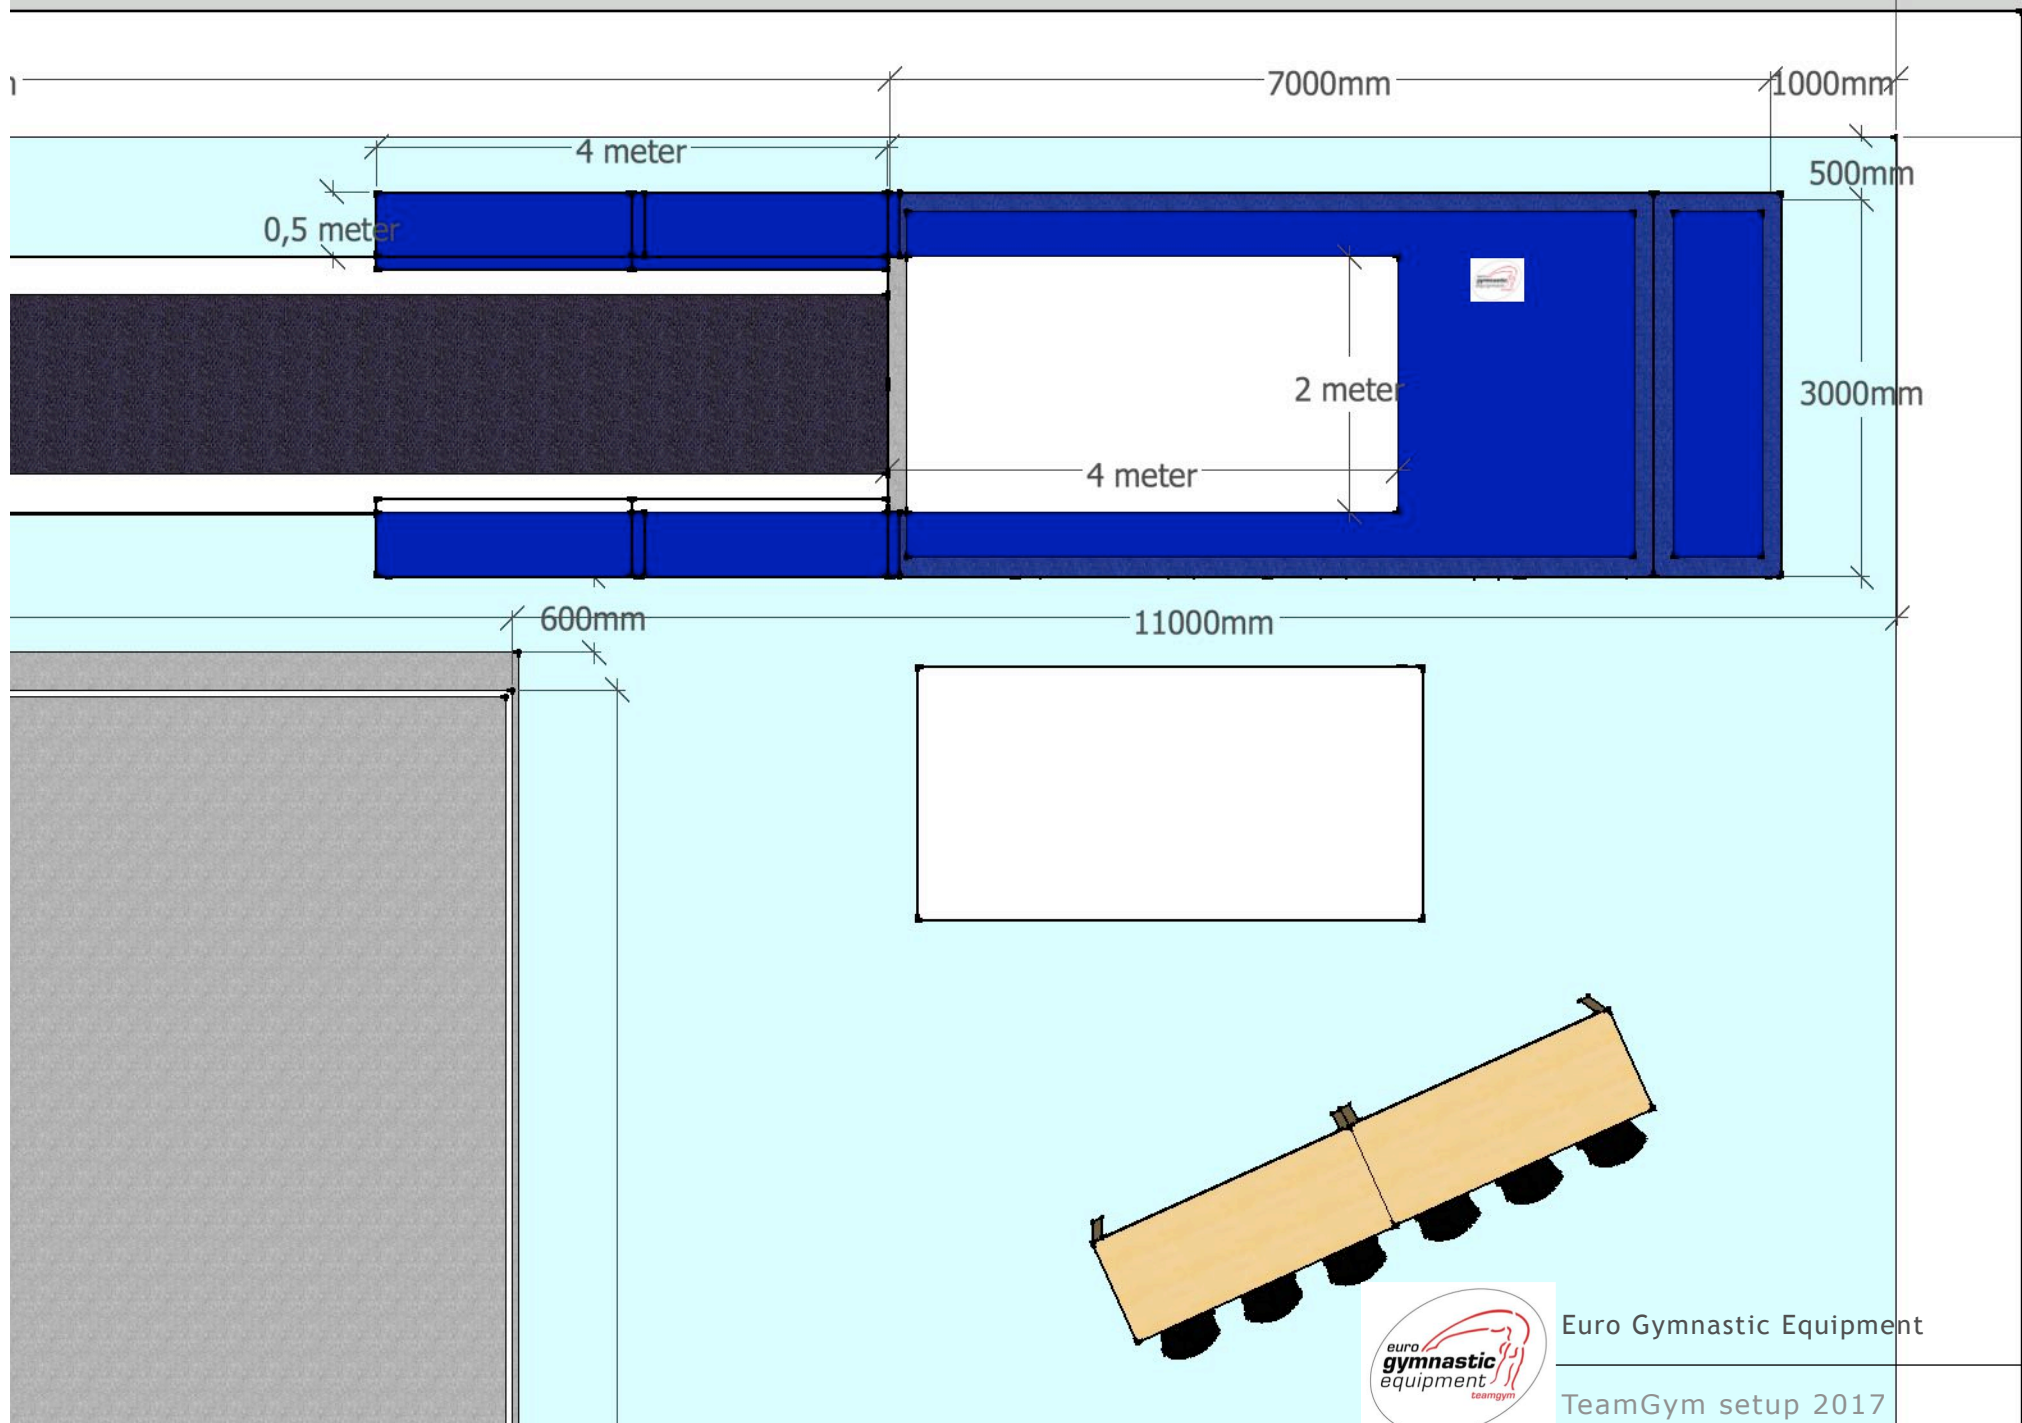 7000mm
1000mm
4 meter
500mm
0,5 meter
2 meter
3000mm
4 meter
600mm
11000mm
euro
gymnastic
equipment
teamgym
Euro Gymnastic Equipment
TeamGym setup 2017